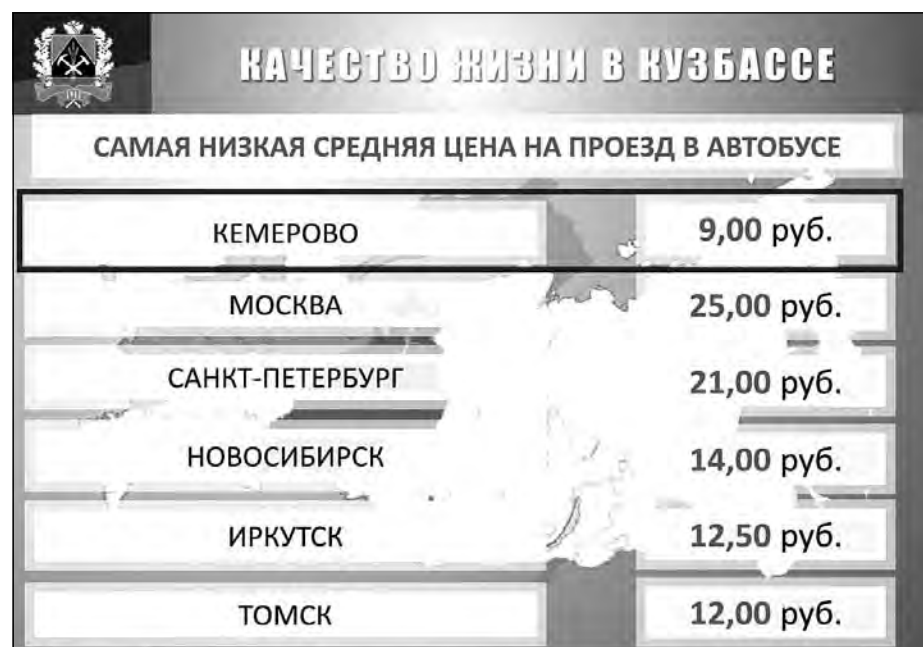 КАЧЕСТВО ЖИЗНИ В КУЗБАССЕ
САМАЯ НИЗКАЯ СРЕДНЯЯ ЦЕНА НА ПРОЕЗД В АВТОБУСЕ
КЕМЕРОВО 9,00 руб.
МОСКВА 25,00 руб.
САНКТ-ПЕТЕРБУРГ 21,00 руб.
НОВОСИБИРСК 14,00 руб.
ИРКУТСК 12,50 руб.
ТОМСК 12,00 руб.